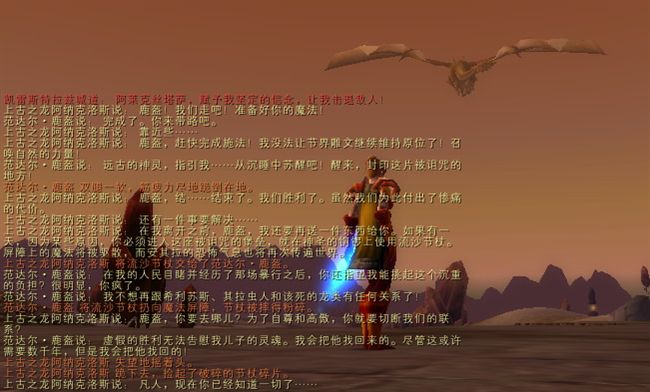 凯雷斯特拉兹喊道： 阿莱克丝塔萨，赋予我坚定的信念，让我击退敌人！
上古之龙阿纳克洛斯说： 鹿盔！我们走吧！准备好你的魔法！
范达尔·鹿盔说： 完成了。你来带路吧。
上古之龙阿纳克洛斯说： 靠近些……
上古之龙阿纳克洛斯说： 鹿盔，赶快完成施法！我没法让节界雕文继续维持原位了！召
唤自然的力量！
范达尔·鹿盔说： 远古的神灵，指引我……从沉睡中苏醒吧！醒来，封印这片被诅咒的
地方！
范达尔·鹿盔 双腿一软，筋疲力尽地跪倒在地。
上古之龙阿纳克洛斯说： 鹿盔，结……结束了。我们胜利了。虽然我们为此付出了惨痛
的代价。
上古之龙阿纳克洛斯说： 还有一件事要解决……
上古之龙阿纳克洛斯说： 在我离开之前，鹿盔，我还要再送一件东西给你。如果有一
天，因为某些原因，你必须进入这座被诅咒的堡垒，就在神圣的铜锣上使用流沙节杖。
屏障上的魔法将被驱散，而安其拉的恐怖气息也将再次传遍世界。
上古之龙阿纳克洛斯 将流沙节杖交给了范达尔·鹿盔。
范达尔·鹿盔说： 在我的人民目睹并经历了那场暴行之后，你还指望我能挑起这个沉重
的负担？很明显，你疯了。
范达尔·鹿盔说： 我不想再跟希利苏斯、其拉虫人和该死的龙类有任何关系了！
范达尔·鹿盔 将流沙节杖扔向魔法屏障，节杖被摔得粉碎。
上古之龙阿纳克洛斯说： 鹿盔，你要去哪儿？为了自尊和高傲，你就要切断我们的联
系？
范达尔·鹿盔说： 虚假的胜利无法告慰我儿子的灵魂。我会把他找回来的。尽管这或许
需要数千年，但是我会把他找回的！
上古之龙阿纳克洛斯 失望地摇着头。
上古之龙阿纳克洛斯 跪下去，捡起了破碎的节杖碎片。
上古之龙阿纳克洛斯说： 凡人，现在你已经知道一切了……